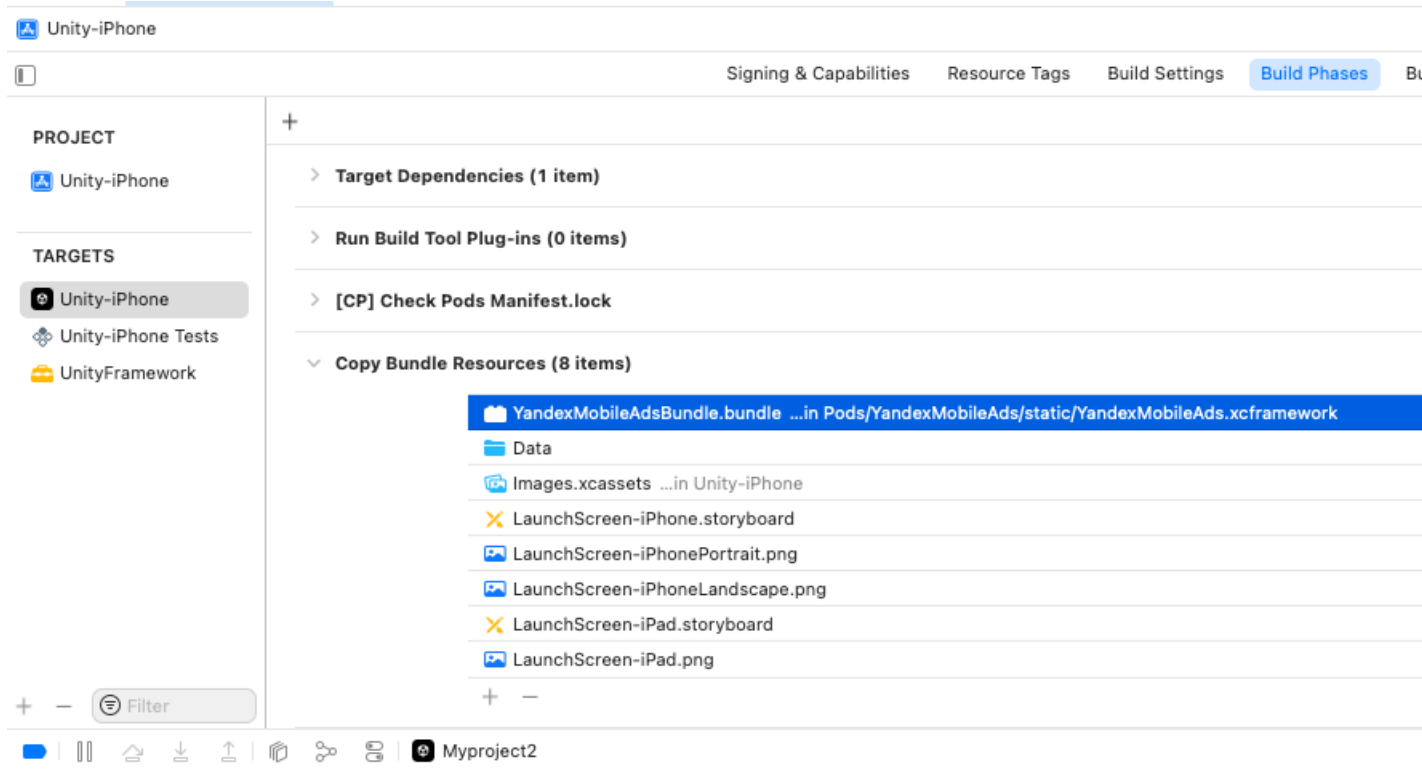 Unity-iPhone
Signing & Capabilities Resource Tags Build Settings Build Phases Bu
PROJECT
Unity-iPhone
TARGETS
Unity-iPhone
Unity-iPhone Tests
UnityFramework
Filter
Target Dependencies (1 item)
Run Build Tool Plug-ins (0 items)
[CP] Check Pods Manifest.lock
Copy Bundle Resources (8 items)
YandexMobileAdsBundle.bundle ...in Pods/YandexMobileAds/static/YandexMobileAds.xcframework
Data
Images.xcassets ...in Unity-iPhone
LaunchScreen-iPhone.storyboard
LaunchScreen-iPhonePortrait.png
LaunchScreen-iPhoneLandscape.png
LaunchScreen-iPad.storyboard
LaunchScreen-iPad.png
Myproject2